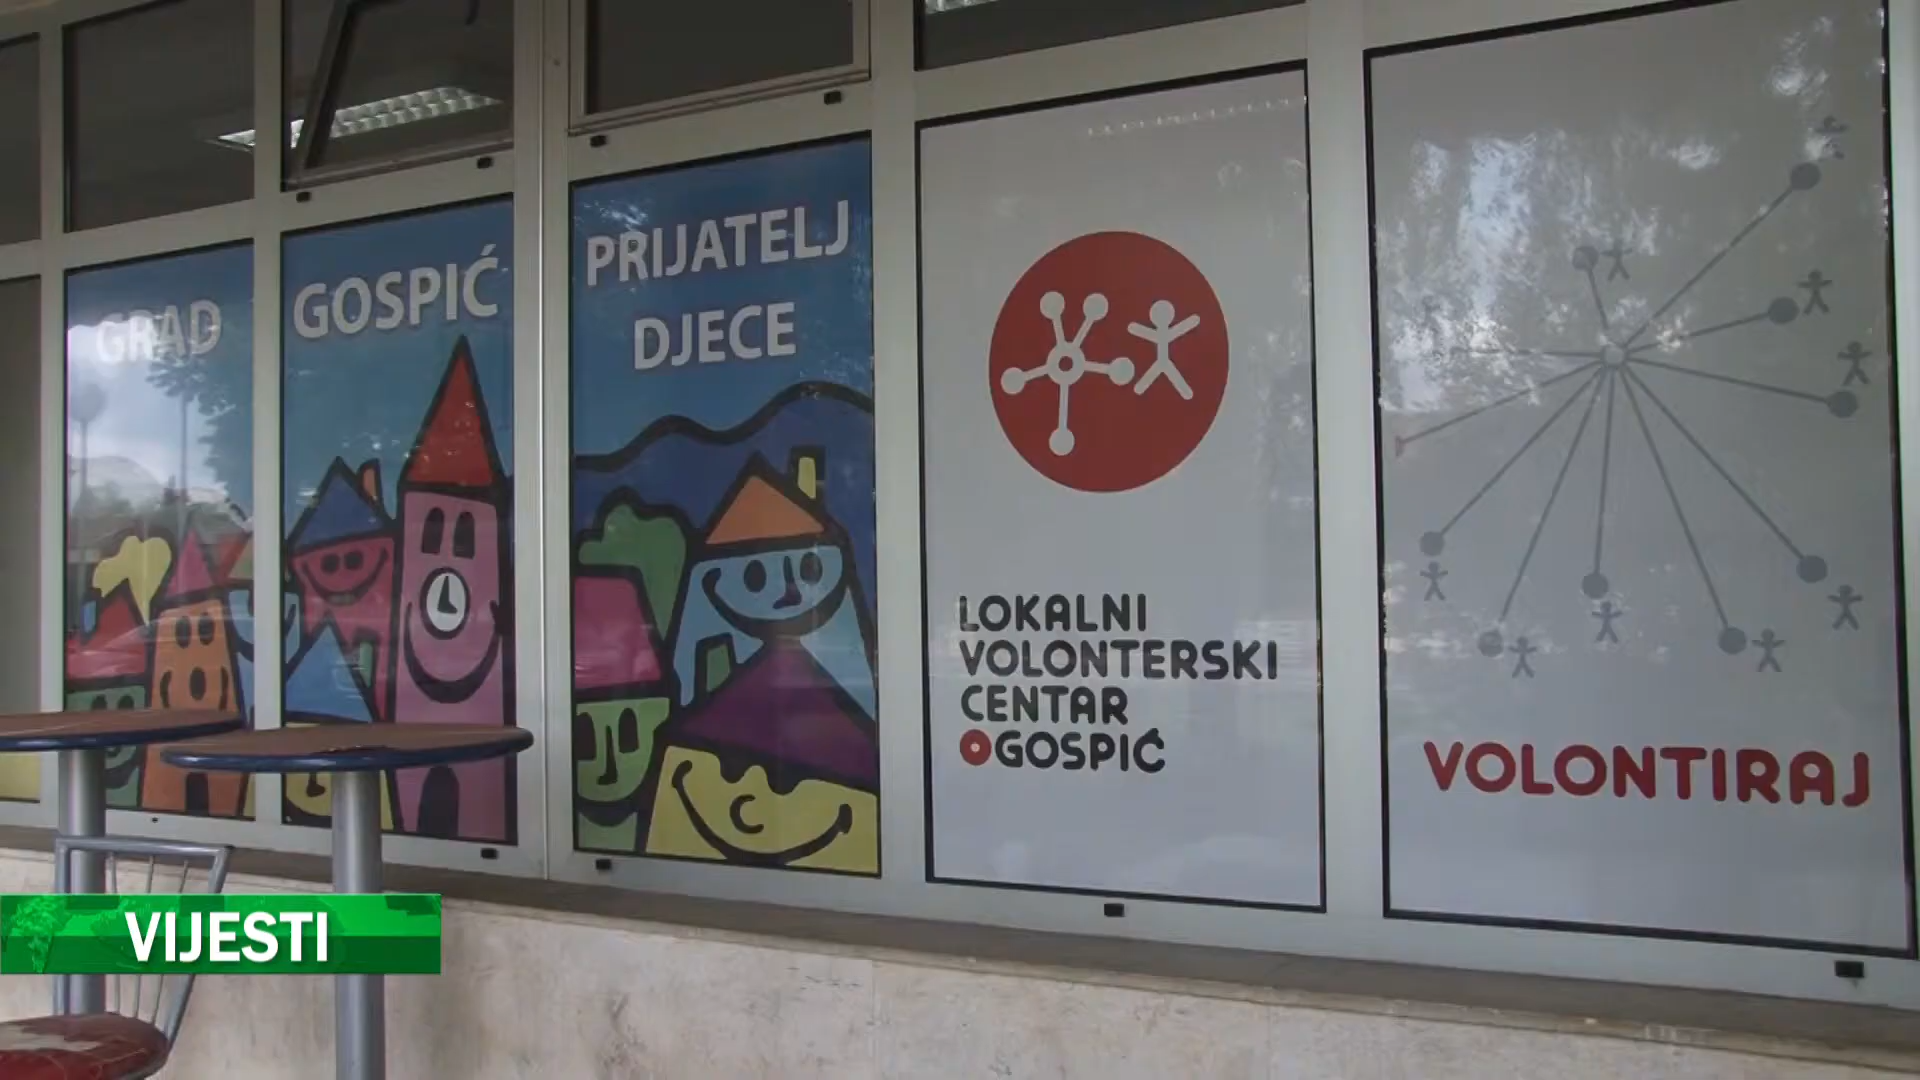 GRAD
GOSPIĆ
PRIJATELJ
DJECE
LOKALNI
VOLONTERSKI
CENTAR
GOSPIĆ
VOLONTIRAJ
VIJESTI